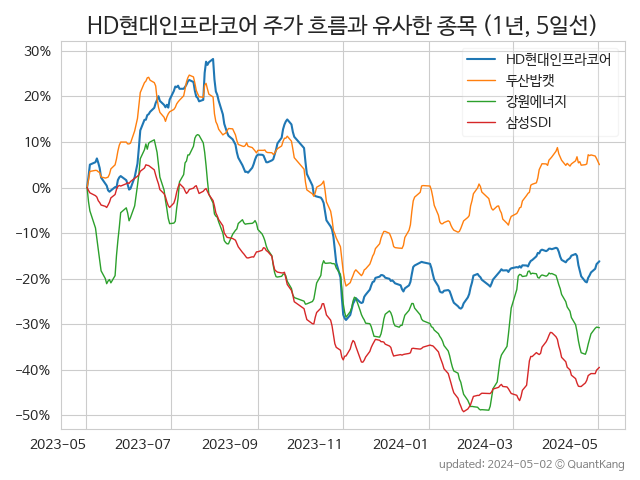 HD현대인프라코어 주가 흐름과 유사한 종목 (1년, 5일선)
HD현대인프라코어
두산밥캣
강원에너지
삼성SDI
30%
20%
10%
0%
−10%
−20%
−30%
−40%
−50%
2023-05 2023-07 2023-09 2023-11 2024-01 2024-03 2024-05
updated: 2024-05-02 © QuantKang